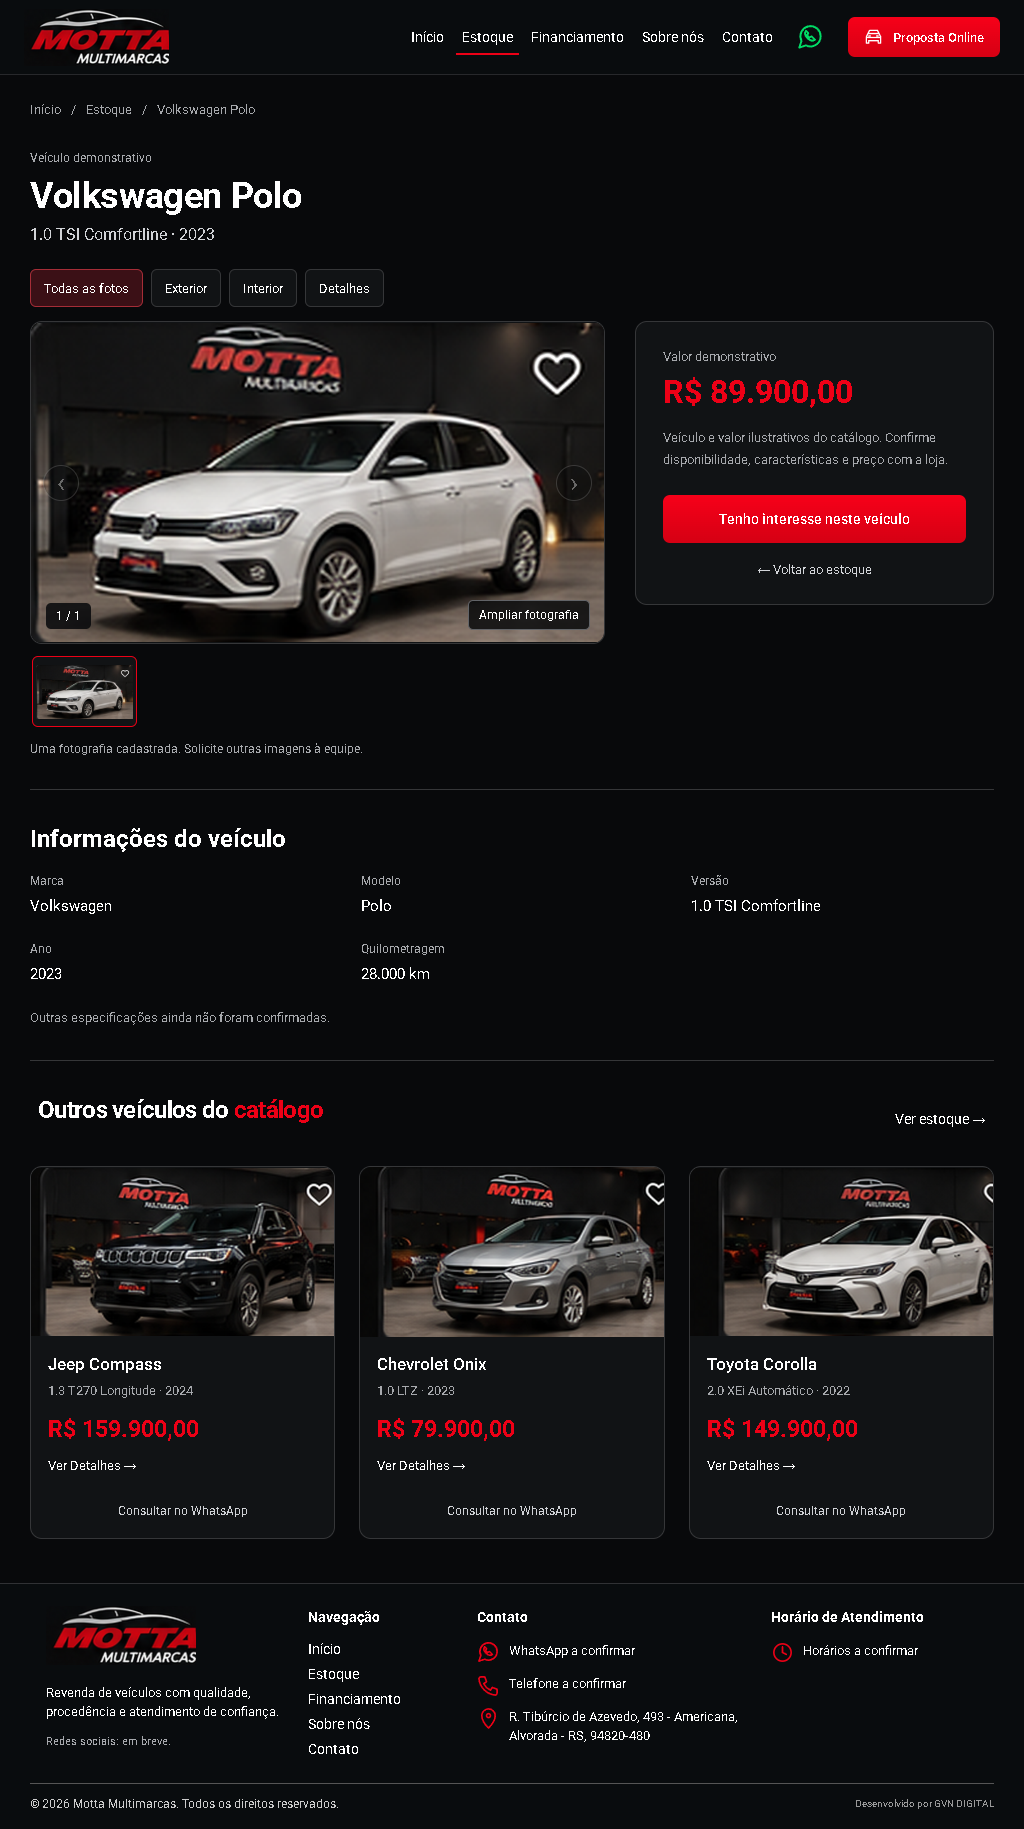 MOTTA
MULTIMARCAS
Início
Estoque
Financiamento
Sobre nós
Contato
Proposta Online
Início / Estoque / Volkswagen Polo
Veículo demonstrativo
Volkswagen Polo
1.0 TSI Comfortline · 2023
Todas as fotos
Exterior
Interior
Detalhes
MOTTA
MULTIMARCAS
‹
›
1 / 1
Ampliar fotografia
Valor demonstrativo
R$ 89.900,00
Veículo e valor ilustrativos do catálogo. Confirme
disponibilidade, características e preço com a loja.
Tenho interesse neste veículo
← Voltar ao estoque
MOTTA
Uma fotografia cadastrada. Solicite outras imagens à equipe.
Informações do veículo
Marca
Volkswagen
Modelo
Polo
Versão
1.0 TSI Comfortline
Ano
2023
Quilometragem
28.000 km
Outras especificações ainda não foram confirmadas.
Outros veículos do catálogo
Ver estoque →
MOTTA
MULTIMARCAS
Jeep Compass
1.3 T270 Longitude · 2024
R$ 159.900,00
Ver Detalhes →
Consultar no WhatsApp
MOTTA
MULTIMARCAS
Chevrolet Onix
1.0 LTZ · 2023
R$ 79.900,00
Ver Detalhes →
Consultar no WhatsApp
MOTTA
MULTIMARCAS
Toyota Corolla
2.0 XEi Automático · 2022
R$ 149.900,00
Ver Detalhes →
Consultar no WhatsApp
MOTTA
MULTIMARCAS
Revenda de veículos com qualidade,
procedência e atendimento de confiança.
Redes sociais: em breve.
Navegação
Início
Estoque
Financiamento
Sobre nós
Contato
Contato
WhatsApp a confirmar
Telefone a confirmar
R. Tibúrcio de Azevedo, 493 - Americana,
Alvorada - RS, 94820-480
Horário de Atendimento
Horários a confirmar
© 2026 Motta Multimarcas. Todos os direitos reservados.
Desenvolvido por GVN DIGITAL